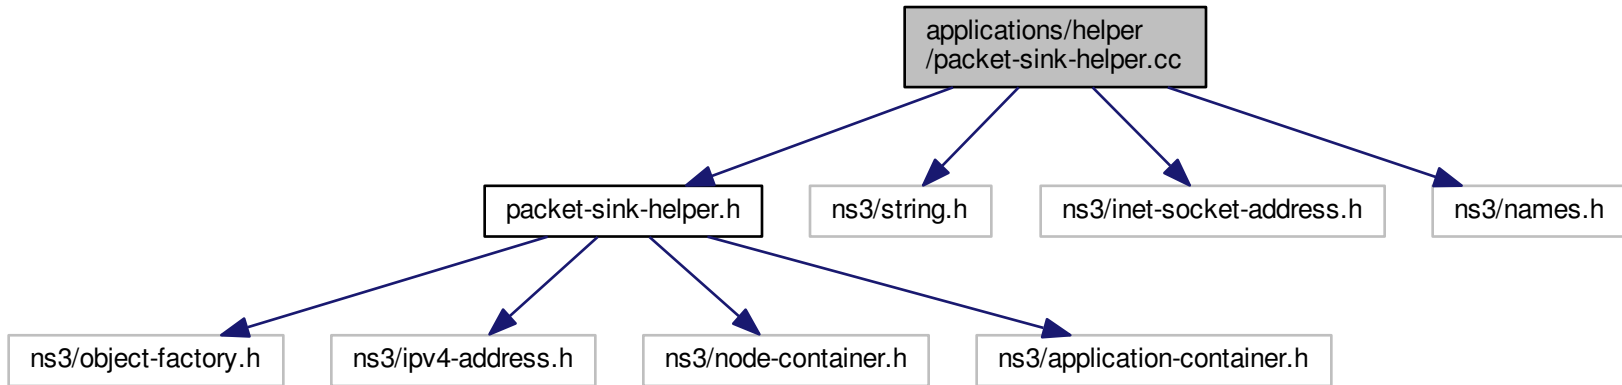 applications/helper
/packet-sink-helper.cc
packet-sink-helper.h
ns3/string.h
ns3/inet-socket-address.h
ns3/names.h
ns3/object-factory.h
ns3/ipv4-address.h
ns3/node-container.h
ns3/application-container.h